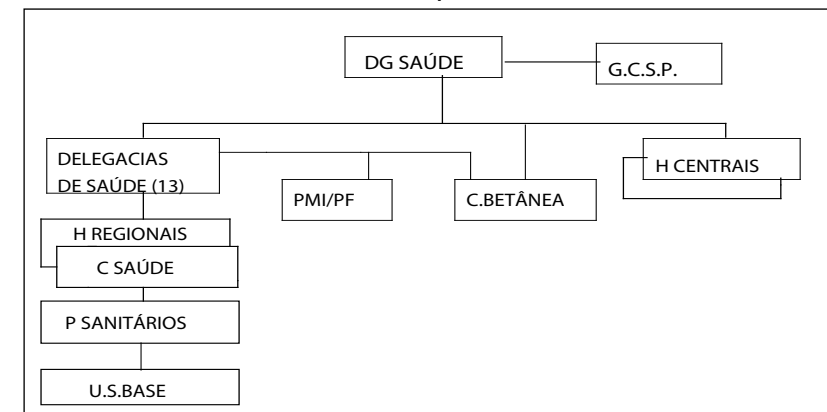 DG SAÚDE
G.C.S.P.
DELEGACIAS
DE SAÚDE (13)
PMI/PF
C.BETÂNEA
H CENTRAIS
H REGIONAIS
C SAÚDE
P SANITÁRIOS
U.S.BASE